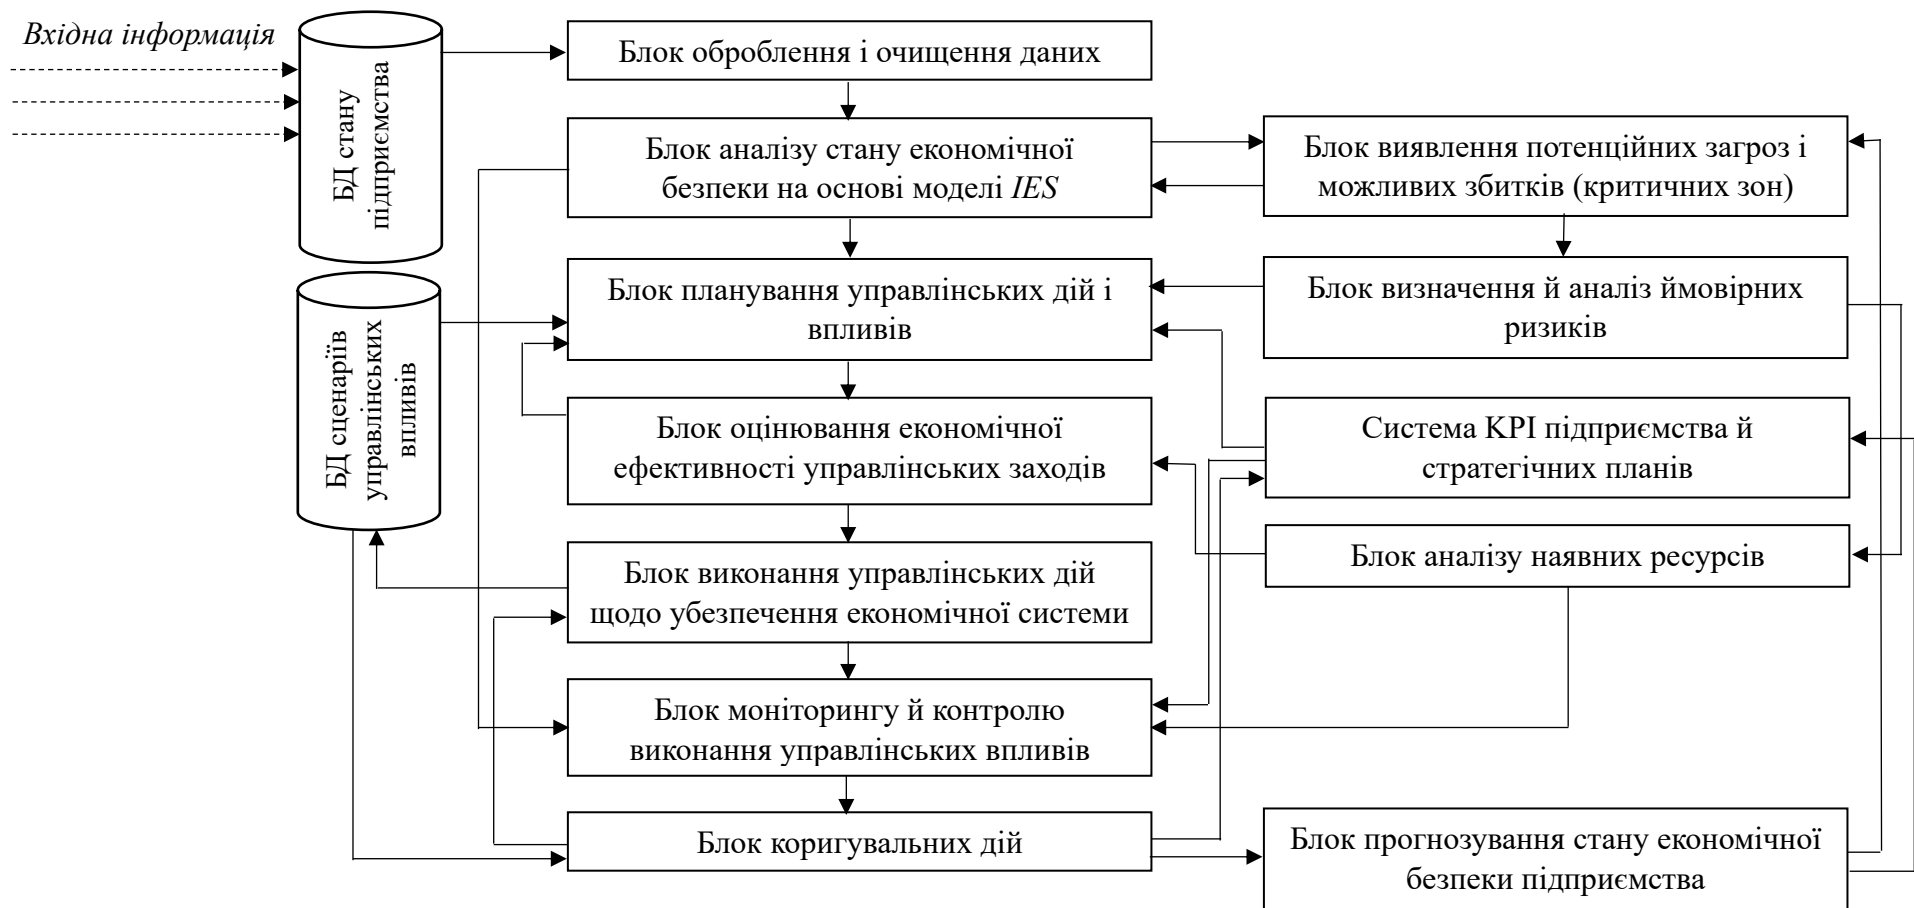 Вхідна інформація
БД стану
підприємства
Блок оброблення і очищення даних
Блок аналізу стану економічної
безпеки на основі моделі IES
Блок виявлення потенційних загроз і
можливих збитків (критичних зон)
БД сценаріїв
управлінських
впливів
Блок планування управлінських дій і
впливів
Блок визначення й аналіз ймовірних
ризиків
Блок оцінювання економічної
ефективності управлінських заходів
Система KPI підприємства й
стратегічних планів
Блок аналізу наявних ресурсів
Блок виконання управлінських дій
щодо убезпечення економічної системи
Блок моніторингу й контролю
виконання управлінських впливів
Блок коригувальних дій
Блок прогнозування стану економічної
безпеки підприємства